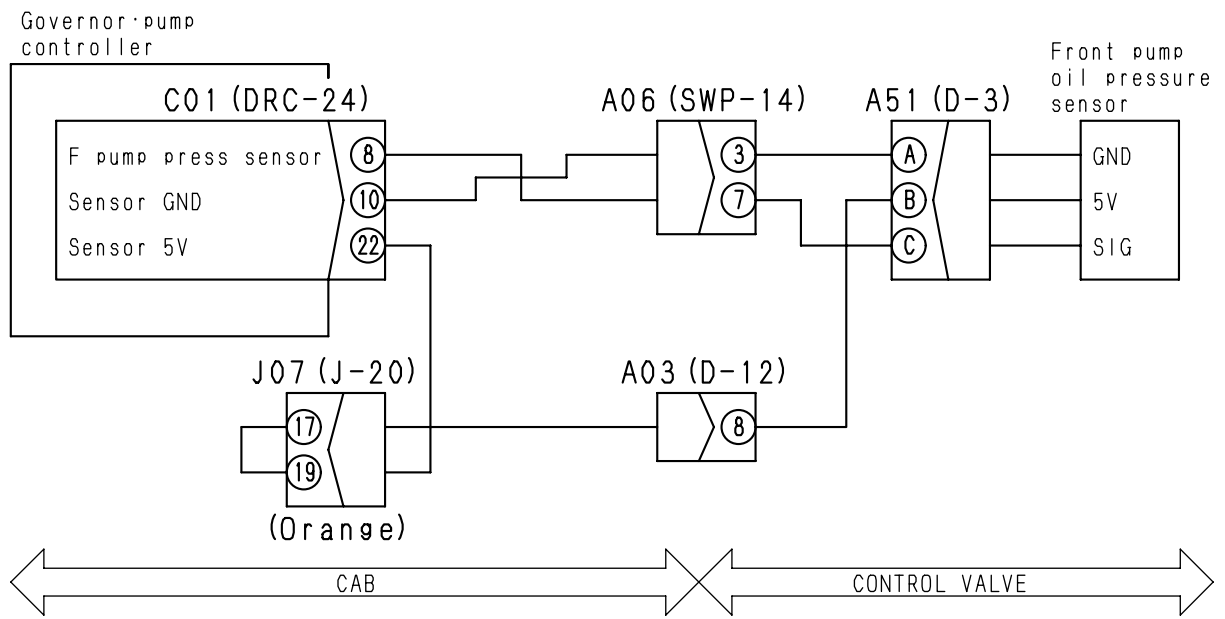 Governor·pump
controller
C01 (DRC-24)
F pump press sensor 8
Sensor GND 10
Sensor 5V 22
A06 (SWP-14)
3
7
A51 (D-3)
A
B
C
Front pump
oil pressure
sensor
GND
5V
SIG
J07 (J-20)
17
19
(Orange)
A03 (D-12)
8
CAB
CONTROL VALVE